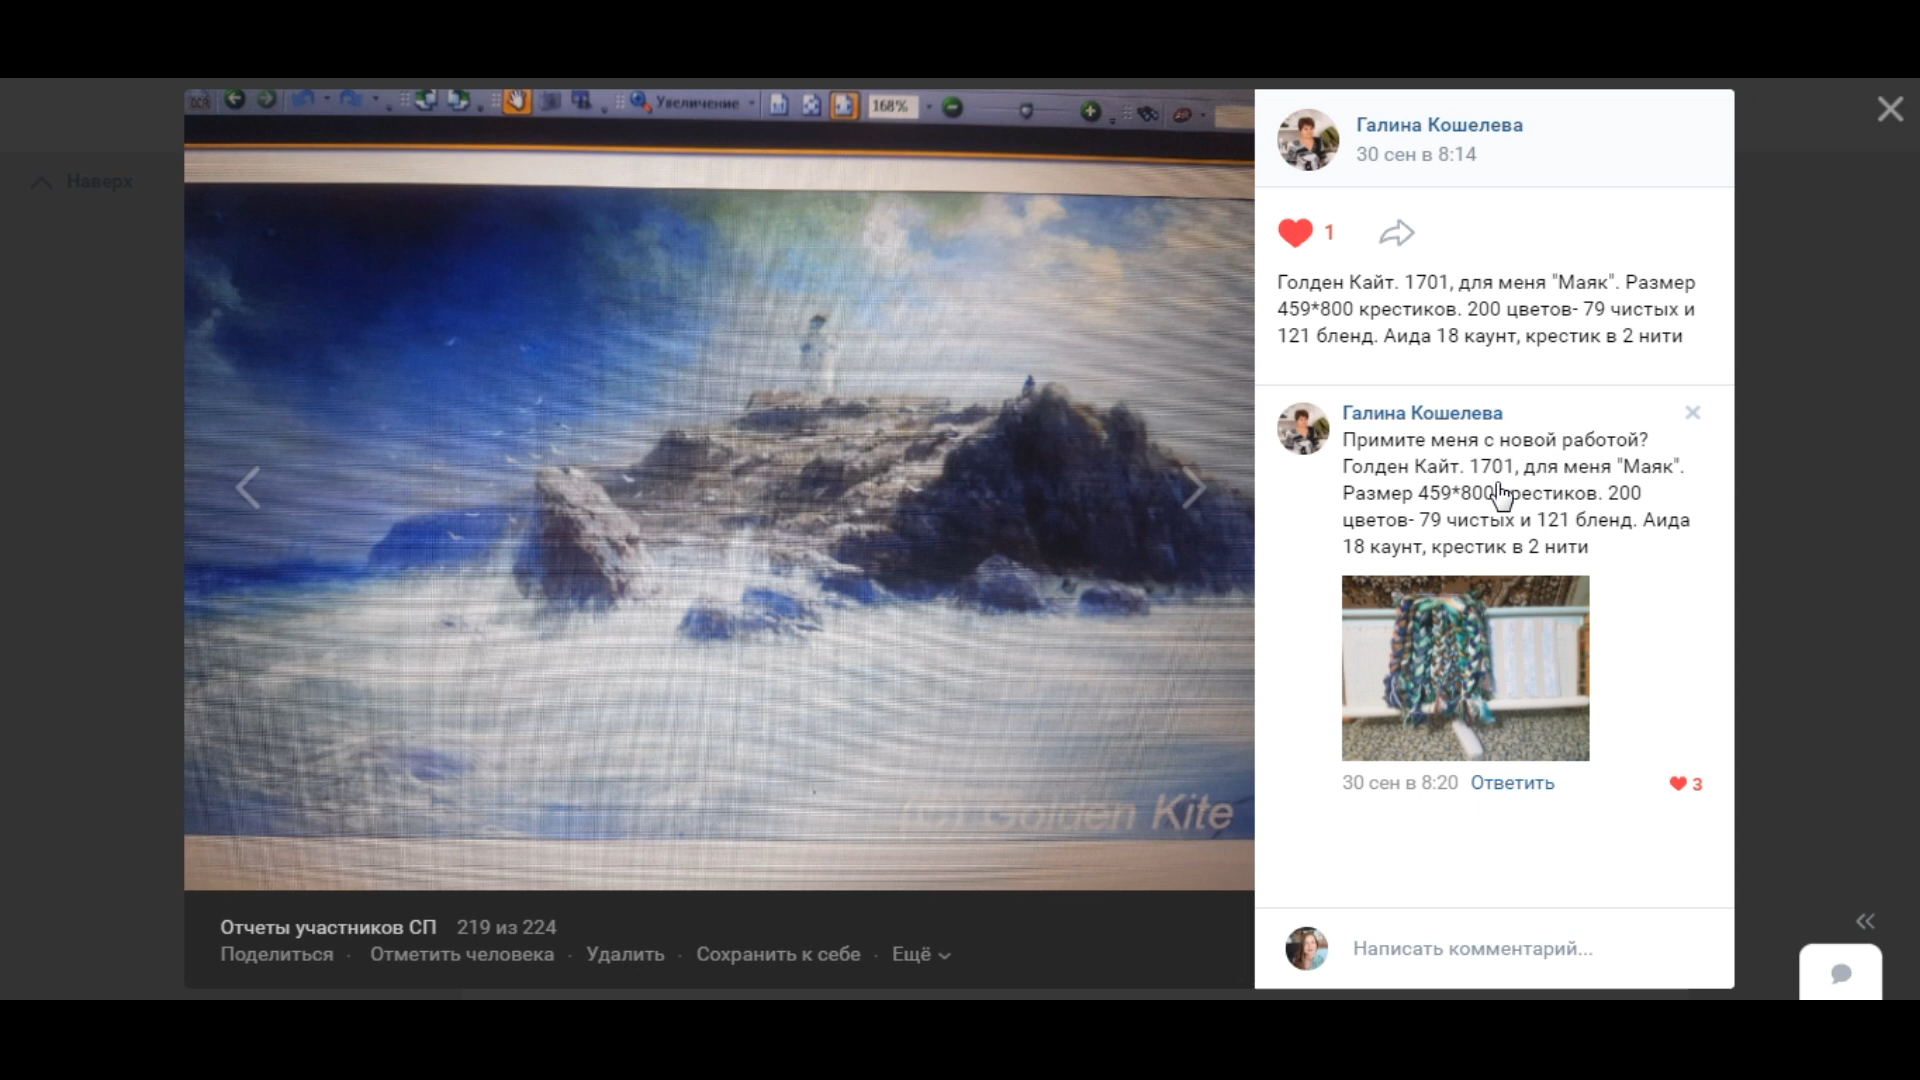 OCR
Увеличение
168%
(C) Golden Kite
Наверх
Галина Кошелева
30 сен в 8:14
1
Голден Кайт. 1701, для меня "Маяк". Размер
459*800 крестиков. 200 цветов- 79 чистых и
121 бленд. Аида 18 каунт, крестик в 2 нити
Галина Кошелева
Примите меня с новой работой?
Голден Кайт. 1701, для меня "Маяк".
Размер 459*800 крестиков. 200
цветов- 79 чистых и 121 бленд. Аида
18 каунт, крестик в 2 нити
30 сен в 8:20 Ответить
3
Отчеты участников СП 219 из 224
Поделиться · Отметить человека · Удалить · Сохранить к себе · Ещё
Написать комментарий...